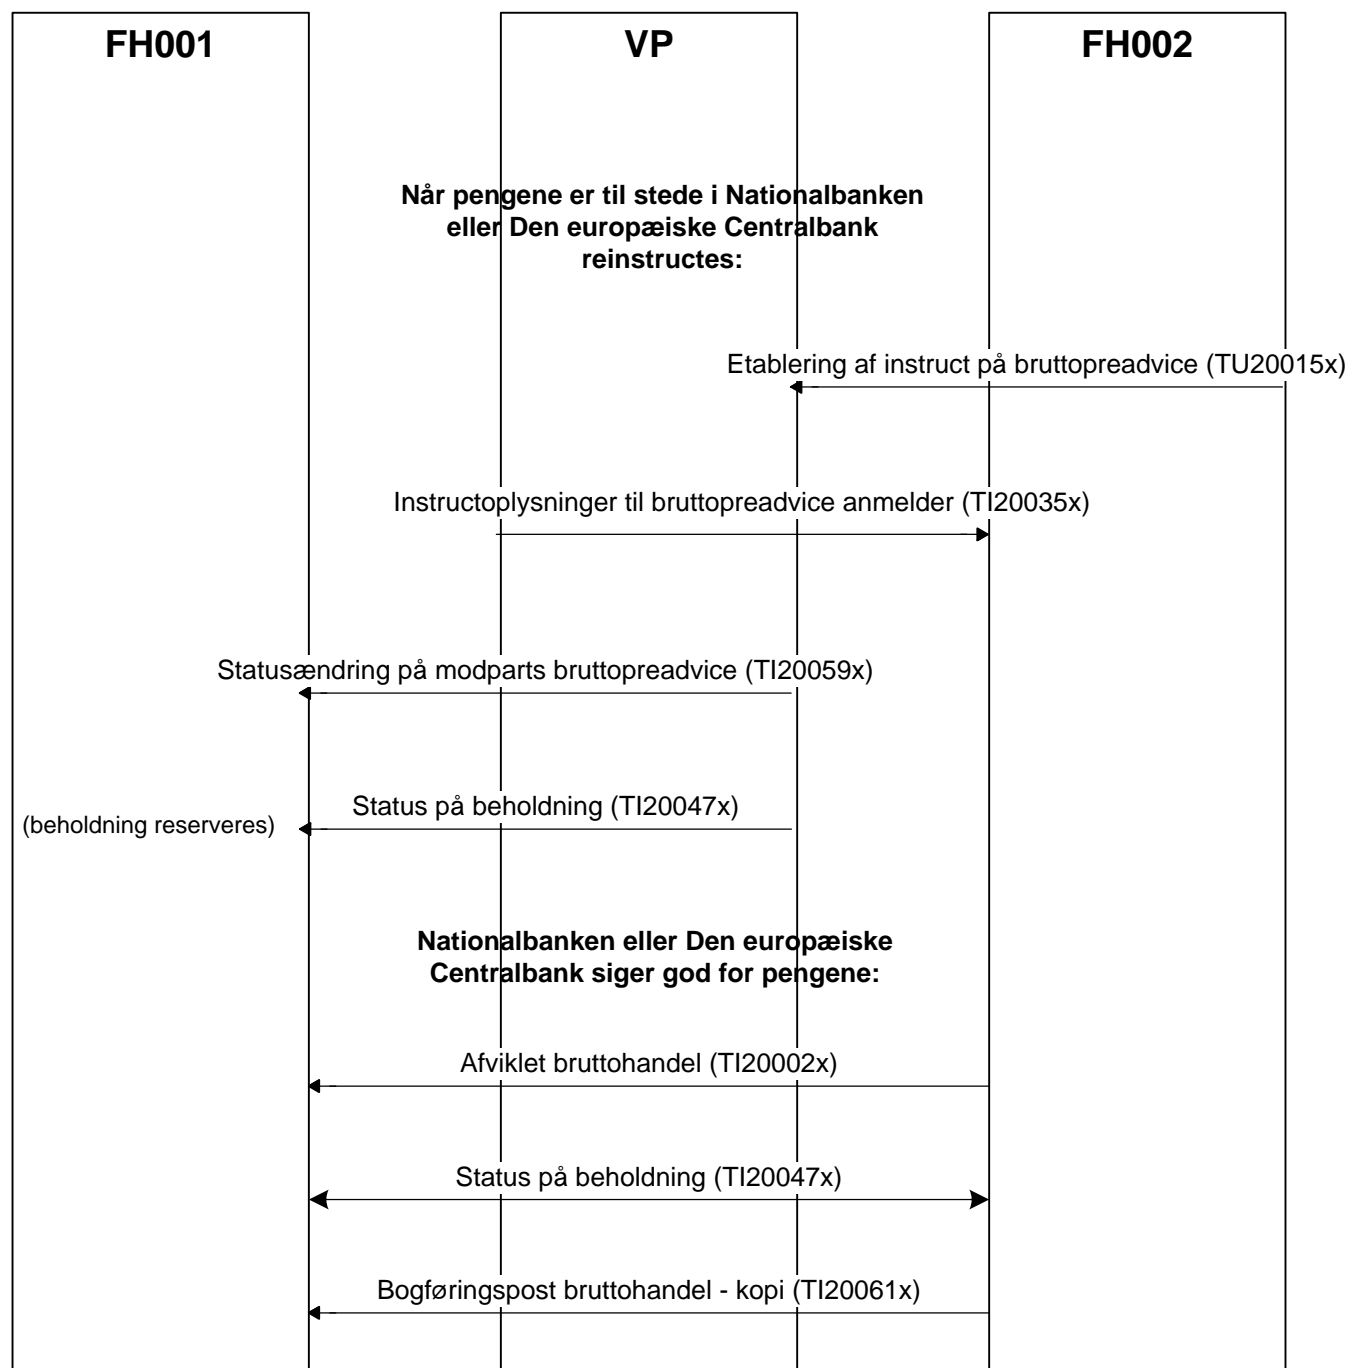 FH001
VP
FH002
Når pengene er til stede i Nationalbanken
eller Den europæiske Centralbank
reinstructes:
Etablering af instruct på bruttopreadvice (TU20015x)
Instructoplysninger til bruttopreadvice anmelder (TI20035x)
Statusændring på modparts bruttopreadvice (TI20059x)
Status på beholdning (TI20047x)
(beholdning reserveres)
Nationalbanken eller Den europæiske
Centralbank siger god for pengene:
Afviklet bruttohandel (TI20002x)
Status på beholdning (TI20047x)
Bogføringspost bruttohandel - kopi (TI20061x)